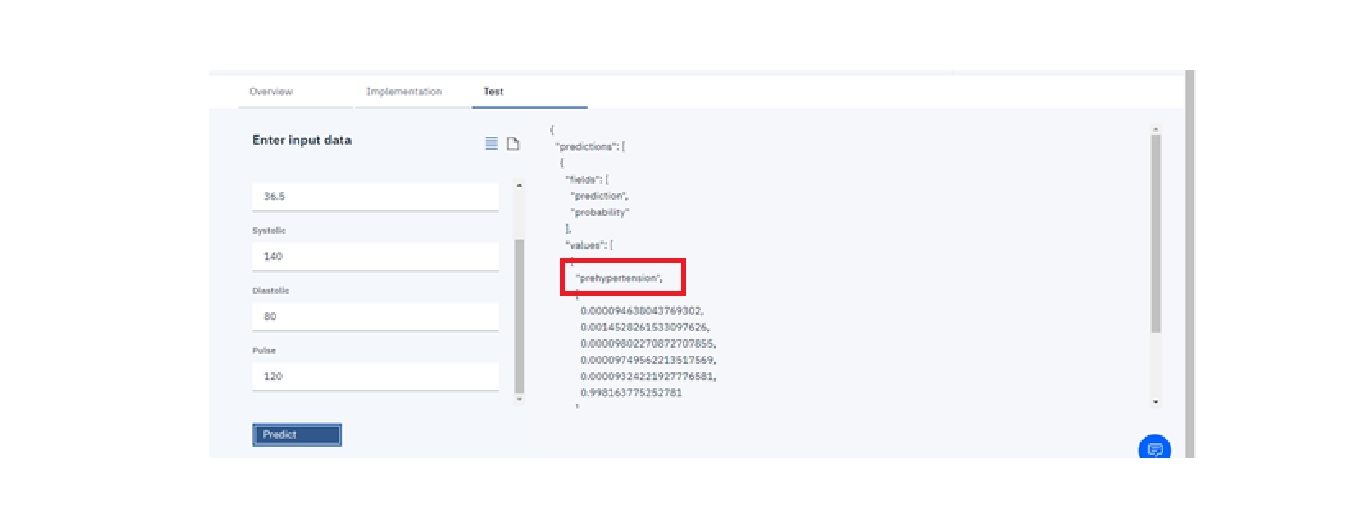 Overview
Implementation
Test
Enter input data
36.5
Systolic
140
Diastolic
80
Pulse
120
Predict
{
"predictions": [
{
"fields": [
"prediction",
"probability"
],
"values": [
[
"prehypertension",
[
0.000094638043769302,
0.0014528261533097626,
0.00009802270872707855,
0.00009749562213517569,
0.00009324221927776581,
0.998163775252781
]